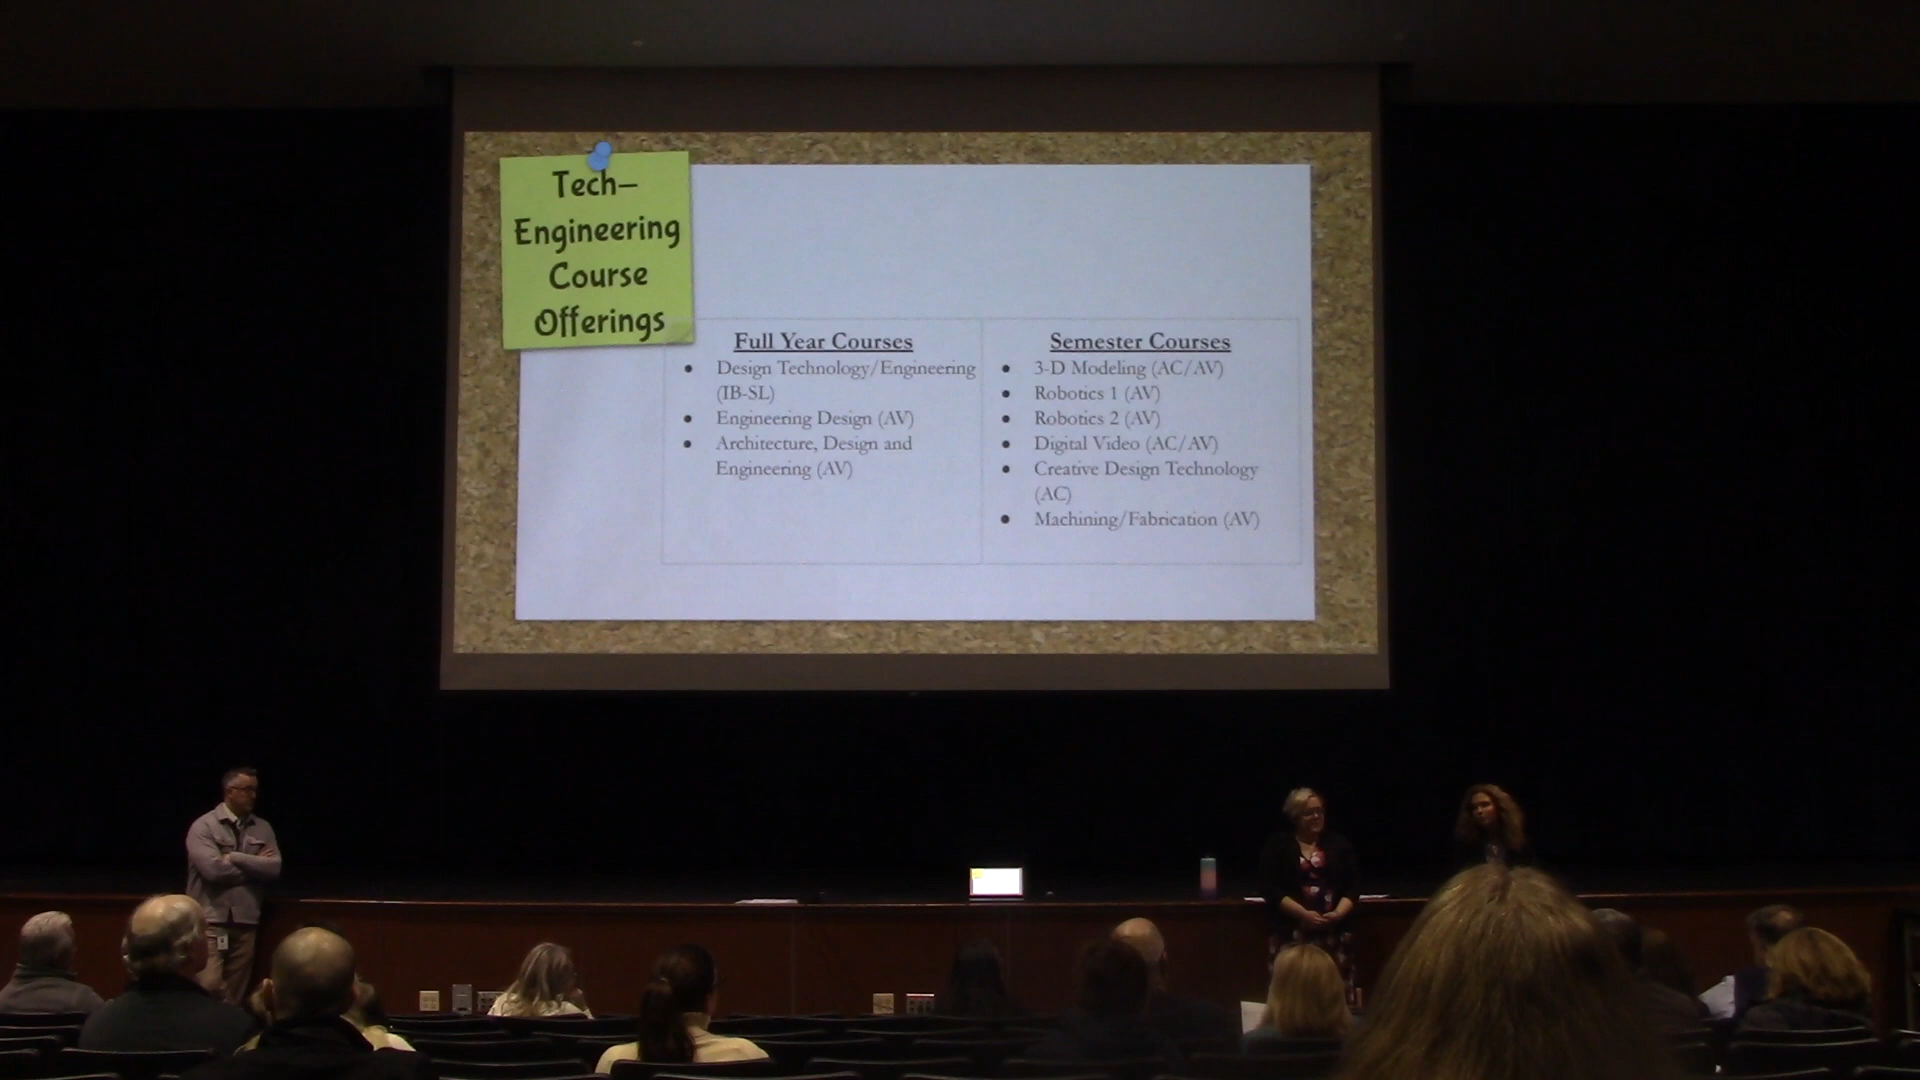 Tech-
Engineering
Course
Offerings
Full Year Courses
• Design Technology/Engineering
(IB-SL)
• Engineering Design (AV)
• Architecture, Design and
Engineering (AV)
Semester Courses
• 3-D Modeling (AC/AV)
• Robotics 1 (AV)
• Robotics 2 (AV)
• Digital Video (AC/AV)
• Creative Design Technology
(AC)
• Machining/Fabrication (AV)